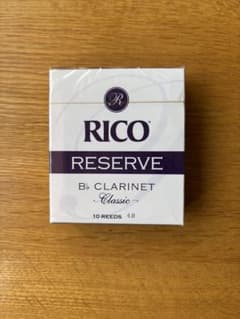 R
RICO
RESERVE
B♭ CLARINET
Classic
10 REEDS 4.0